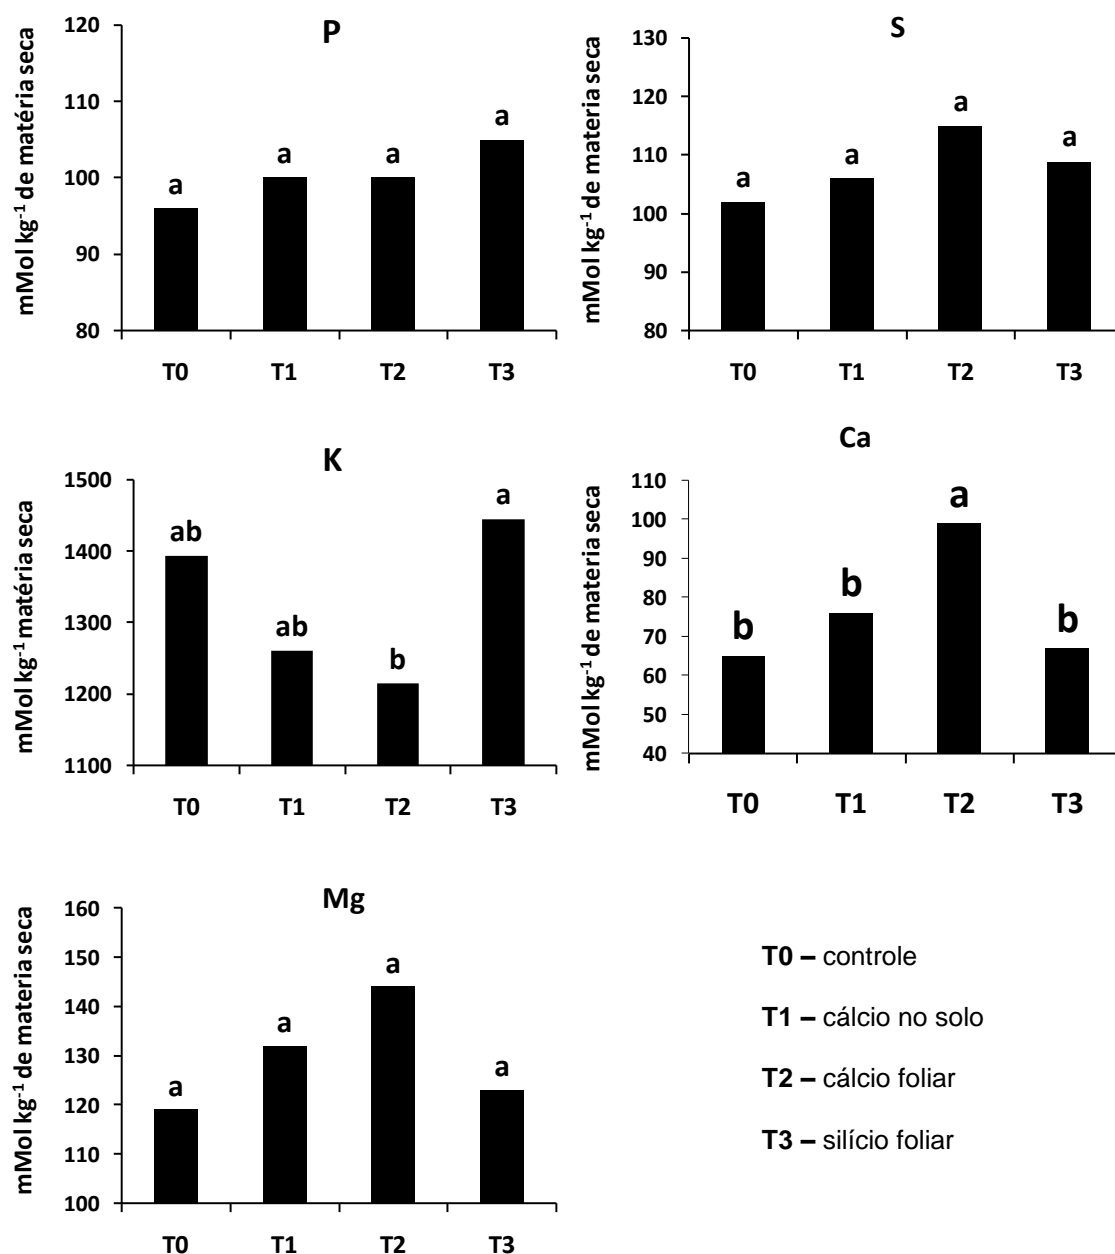 P
mMol kg⁻¹ de matéria seca
120
110
100
90
80
a
a
a
a
T0
T1
T2
T3
S
mMol kg⁻¹ de materia seca
130
120
110
100
90
80
a
a
a
a
T0
T1
T2
T3
K
mMol kg⁻¹ matéria seca
1500
1400
1300
1200
1100
ab
ab
b
a
T0
T1
T2
T3
Ca
mMol kg⁻¹ de materia seca
110
100
90
80
70
60
50
40
b
b
a
b
T0
T1
T2
T3
Mg
mMol kg⁻¹ de materia seca
160
150
140
130
120
110
100
a
a
a
a
T0
T1
T2
T3
T0 – controle
T1 – cálcio no solo
T2 – cálcio foliar
T3 – silício foliar